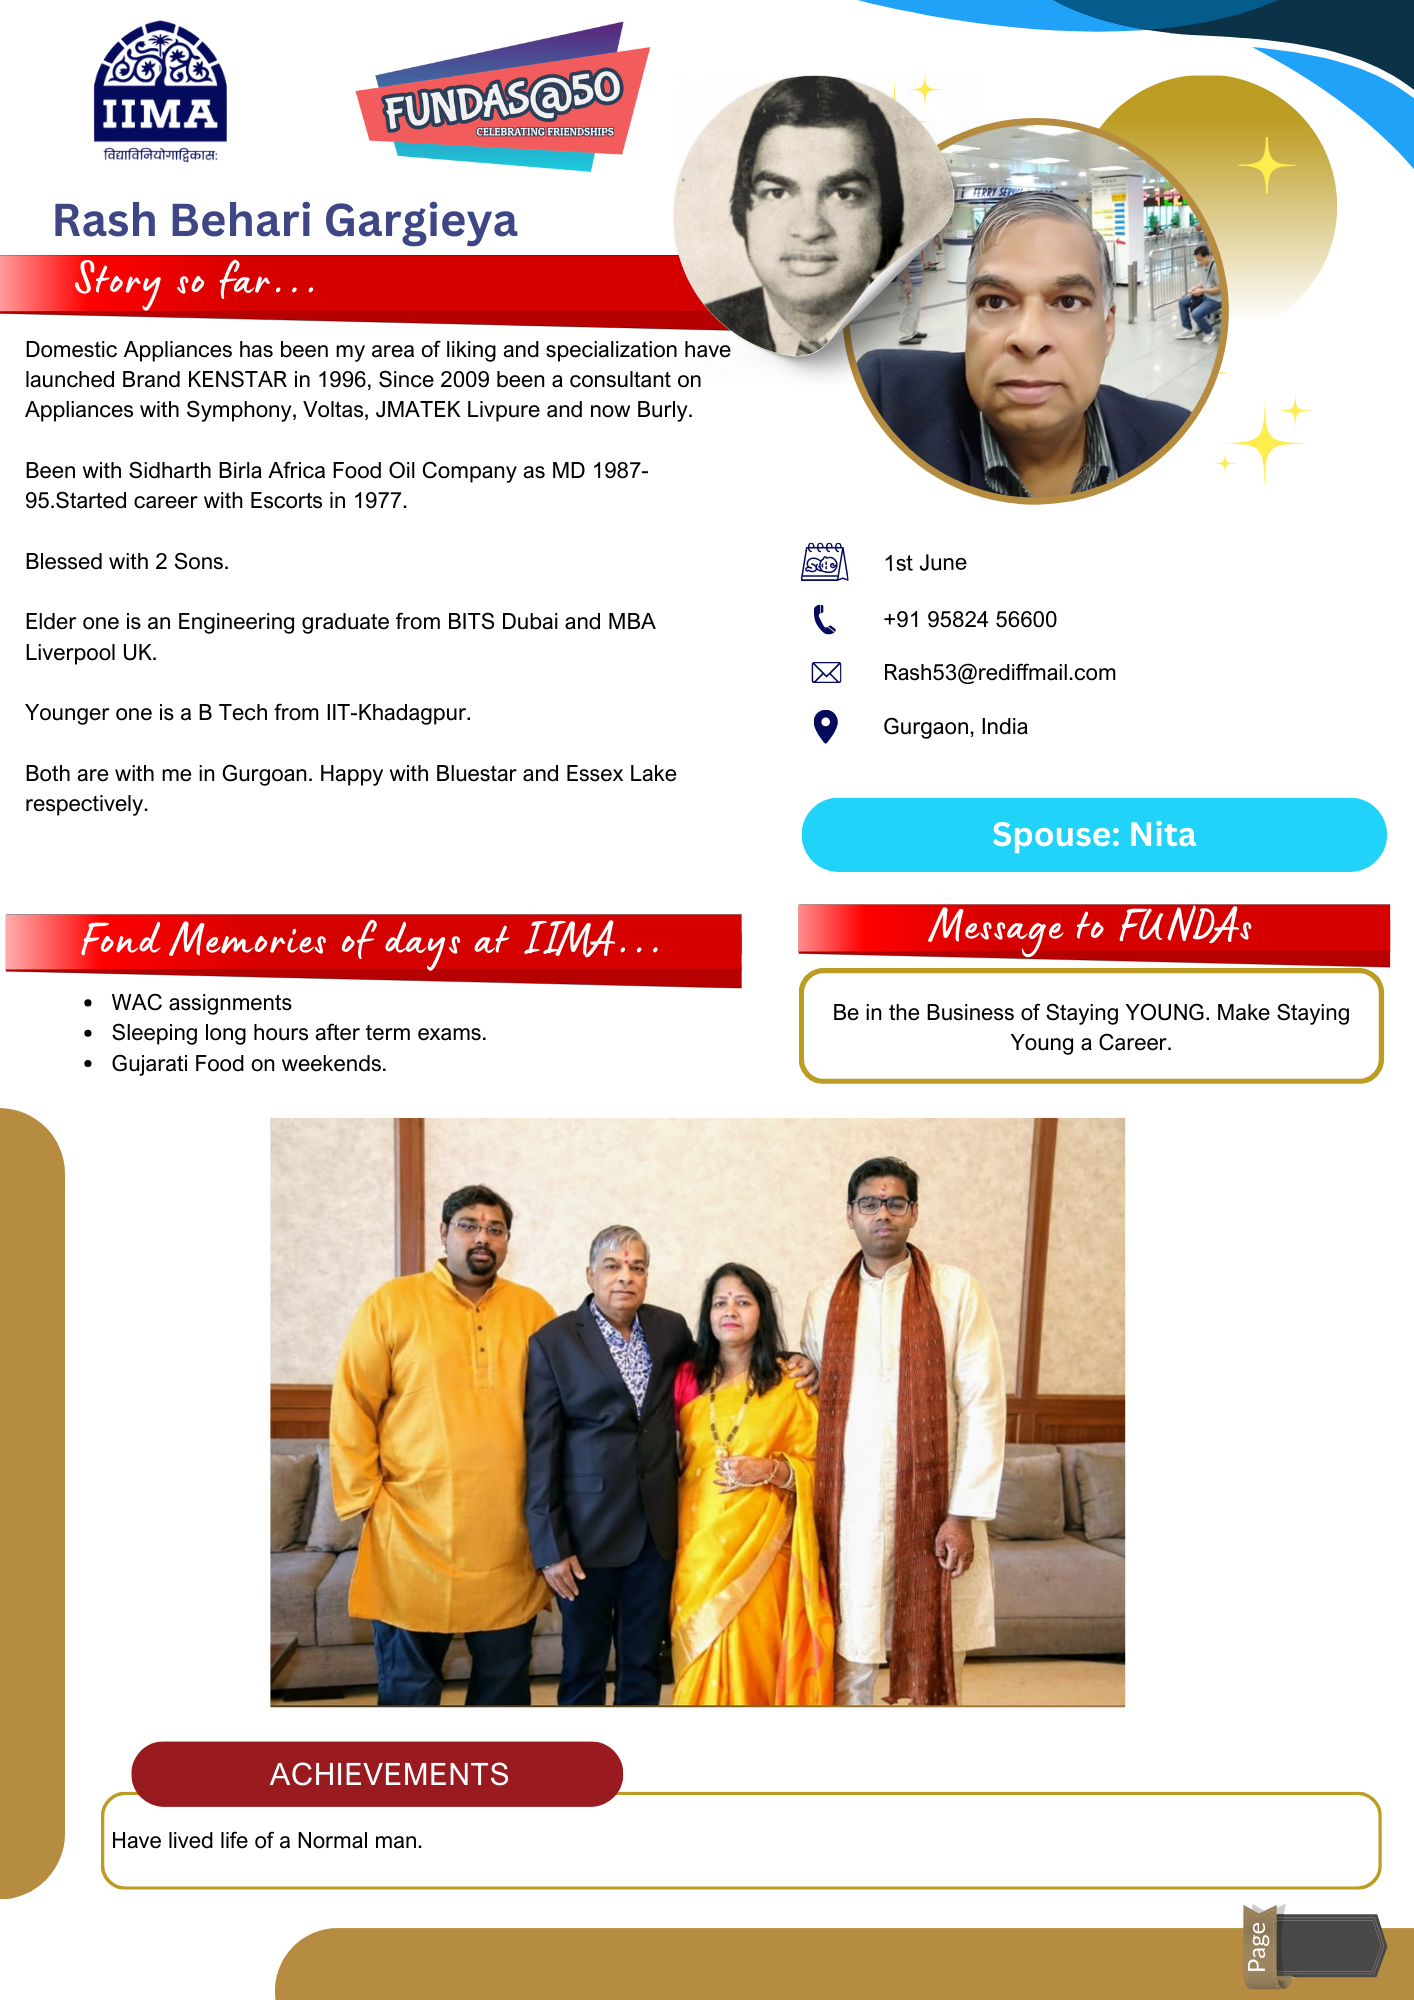 IIMA
विद्याविनियोगाद्विकास:
FUNDAS@50
CELEBRATING FRIENDSHIPS
Rash Behari Gargieya
Story so far...
Domestic Appliances has been my area of liking and specialization have
launched Brand KENSTAR in 1996, Since 2009 been a consultant on
Appliances with Symphony, Voltas, JMATEK Livpure and now Burly.
Been with Sidharth Birla Africa Food Oil Company as MD 1987-
95.Started career with Escorts in 1977.
Blessed with 2 Sons.
Elder one is an Engineering graduate from BITS Dubai and MBA
Liverpool UK.
Younger one is a B Tech from IIT-Khadagpur.
Both are with me in Gurgoan. Happy with Bluestar and Essex Lake
respectively.
FERRY
1st June
+91 95824 56600
Rash53@rediffmail.com
Gurgaon, India
Spouse: Nita
Fond Memories of days at IIMA...
• WAC assignments
• Sleeping long hours after term exams.
• Gujarati Food on weekends.
Message to FUNDAs
Be in the Business of Staying YOUNG. Make Staying
Young a Career.
ACHIEVEMENTS
Have lived life of a Normal man.
Page